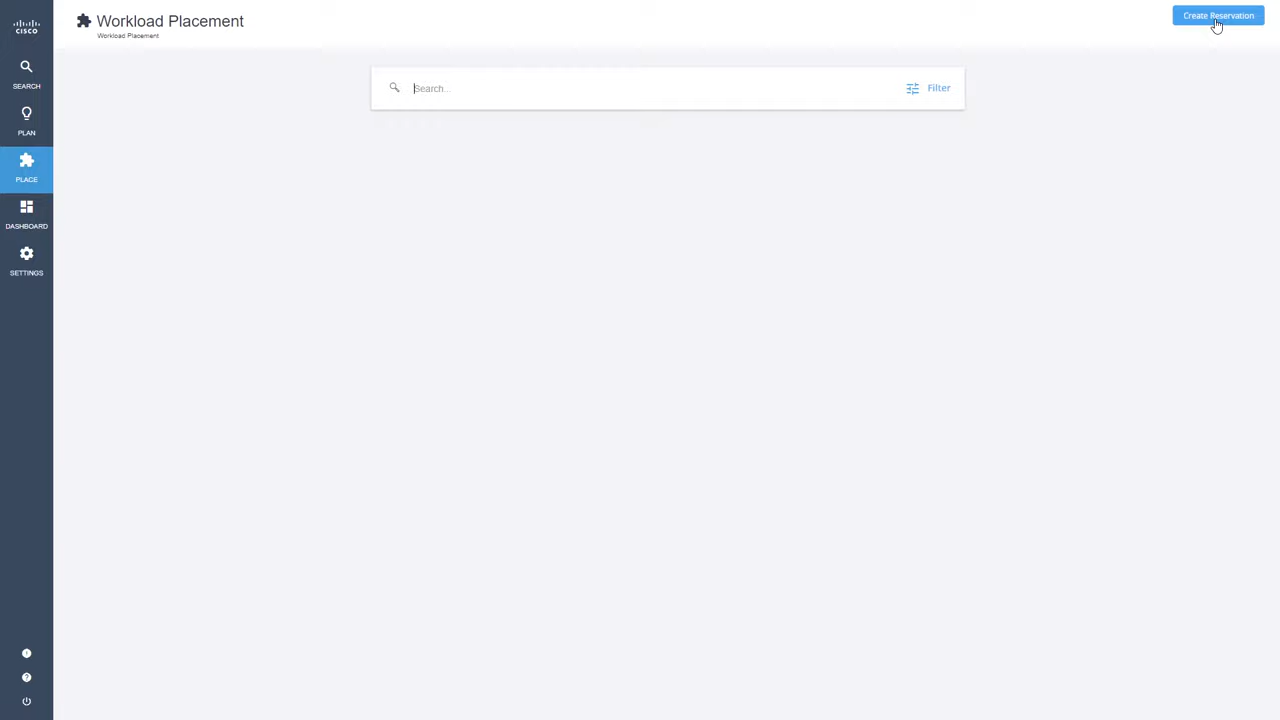 CISCO
SEARCH
PLAN
PLACE
DASHBOARD
SETTINGS
Workload Placement
Workload Placement
Create Reservation
Search...
Filter